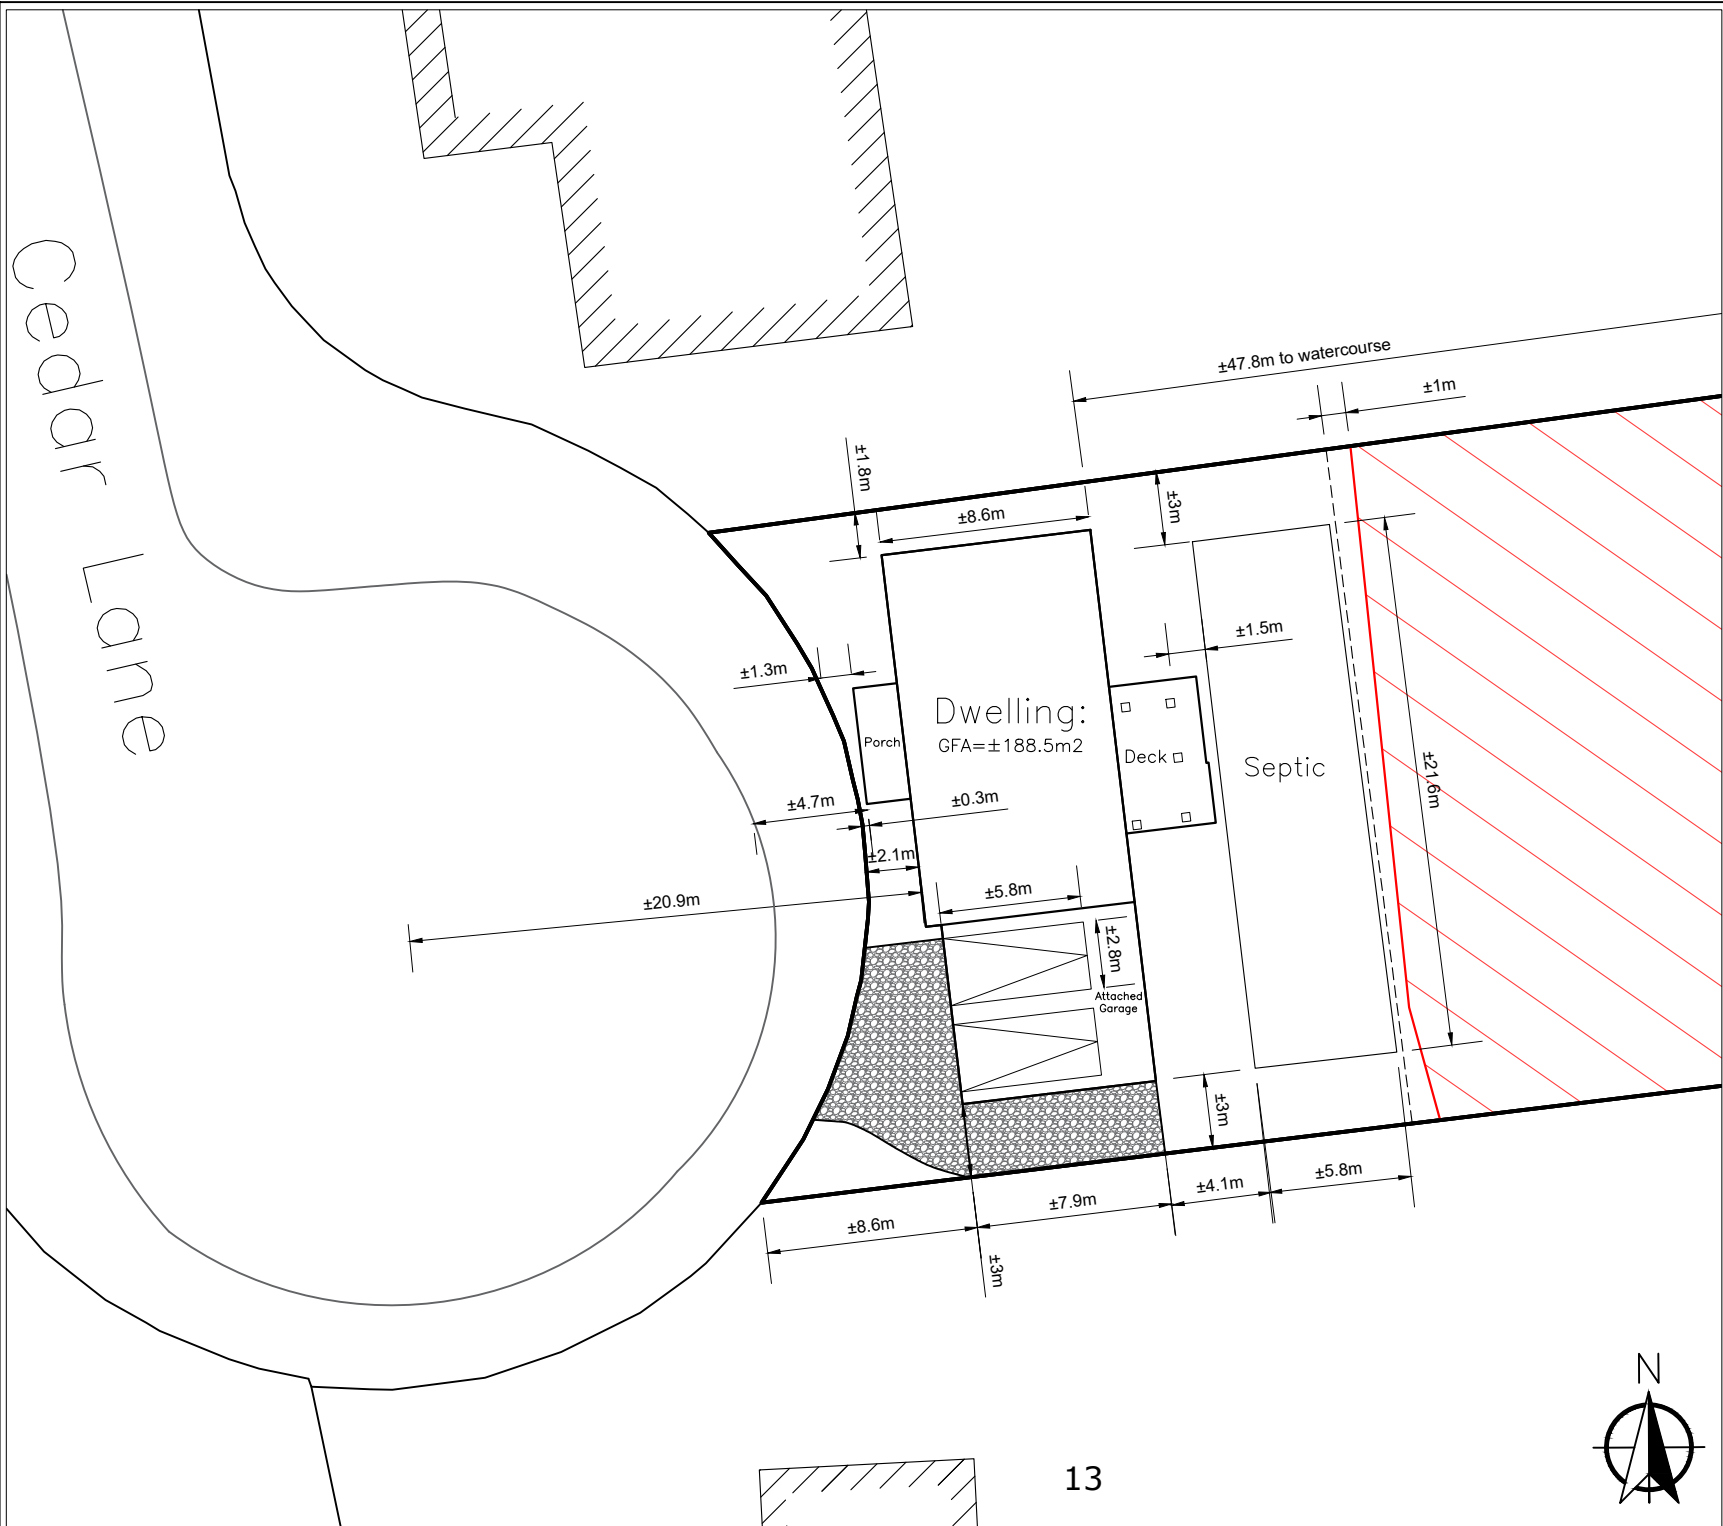 ±47.8m to watercourse
±1m
±1.8m
±8.6m
±3m
±1.5m
±1.3m
Dwelling:
GFA=±188.5m2
Porch
Deck
Septic
±21.6m
±4.7m
±0.3m
±2.1m
±5.8m
±20.9m
±2.8m
Attached
Garage
±3m
±5.8m
±4.1m
±7.9m
±8.6m
±3m
Cedar Lane
N
13